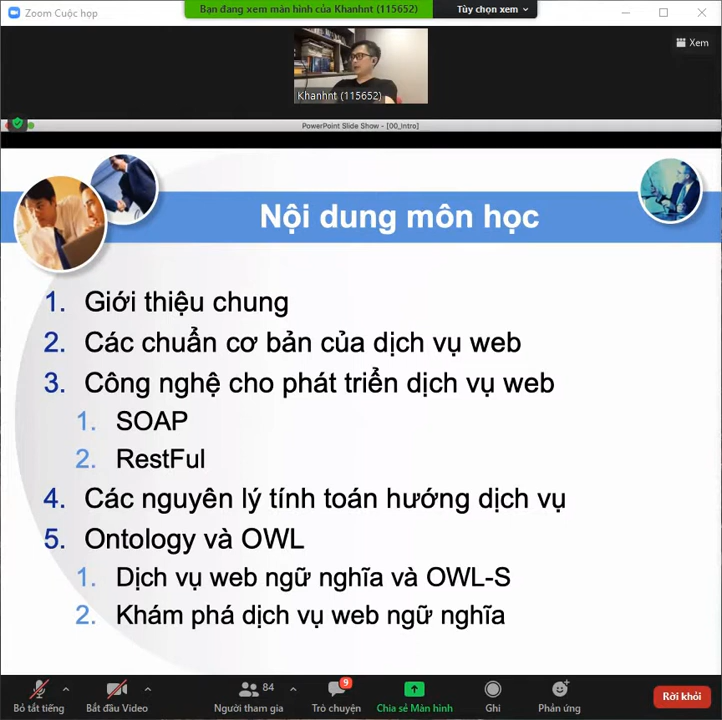 Zoom Cuộc họp
Bạn đang xem màn hình của Khanhnt (115652)
Tùy chọn xem
Xem
Khanhnt (115652)
PowerPoint Slide Show - [00_Intro]
Nội dung môn học
1. Giới thiệu chung
2. Các chuẩn cơ bản của dịch vụ web
3. Công nghệ cho phát triển dịch vụ web
1. SOAP
2. RestFul
4. Các nguyên lý tính toán hướng dịch vụ
5. Ontology và OWL
1. Dịch vụ web ngữ nghĩa và OWL-S
2. Khám phá dịch vụ web ngữ nghĩa
84
9
Bỏ tắt tiếng
Bắt đầu Video
Người tham gia
Trò chuyện
Chia sẻ Màn hình
Ghi
Phản ứng
Rời khỏi